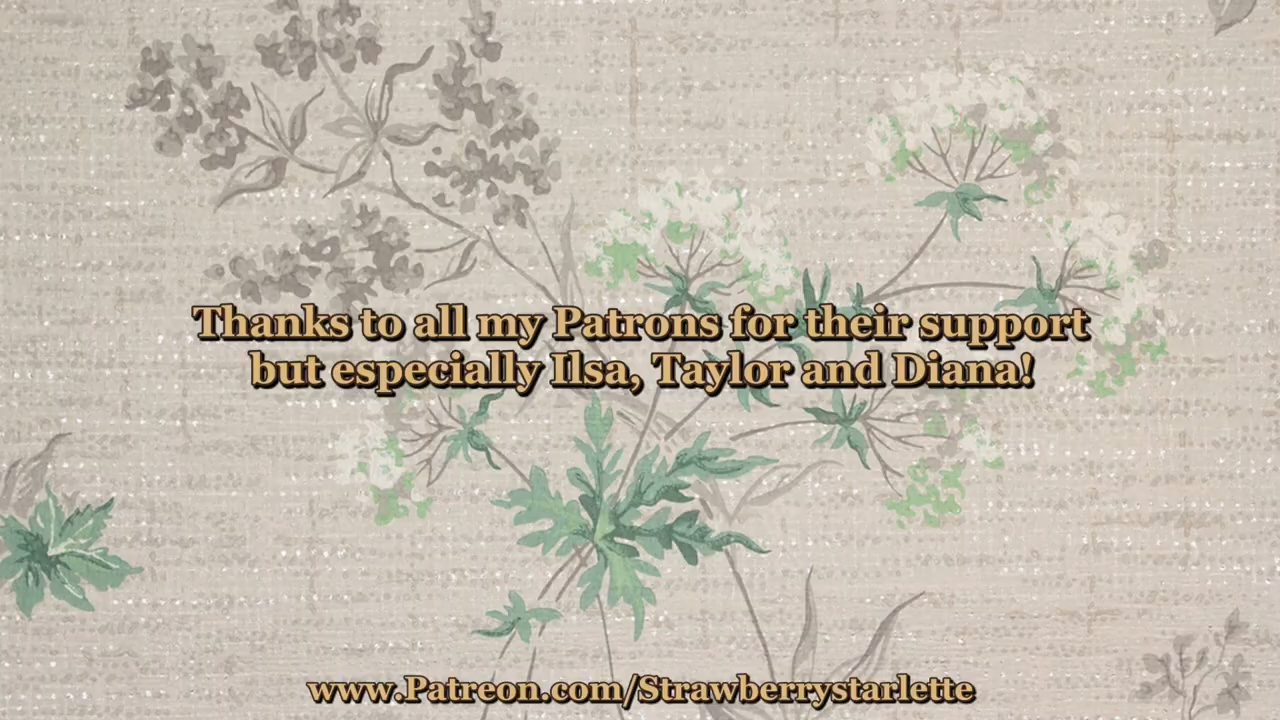 Thanks to all my Patrons for their support
but especially Ilsa, Taylor and Diana!
www.Patreon.com/Strawberrystarlette